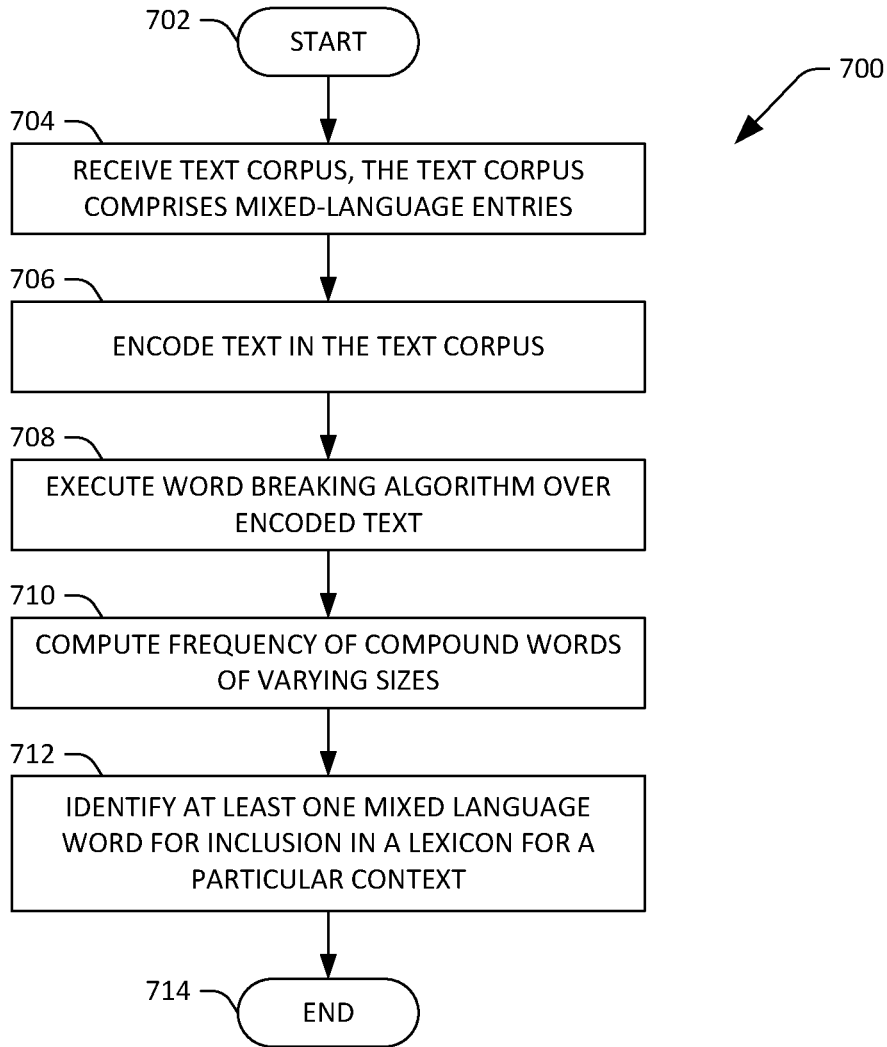 702
START
700
704
RECEIVE TEXT CORPUS, THE TEXT CORPUS
COMPRISES MIXED-LANGUAGE ENTRIES
706
ENCODE TEXT IN THE TEXT CORPUS
708
EXECUTE WORD BREAKING ALGORITHM OVER
ENCODED TEXT
710
COMPUTE FREQUENCY OF COMPOUND WORDS
OF VARYING SIZES
712
IDENTIFY AT LEAST ONE MIXED LANGUAGE
WORD FOR INCLUSION IN A LEXICON FOR A
PARTICULAR CONTEXT
714
END